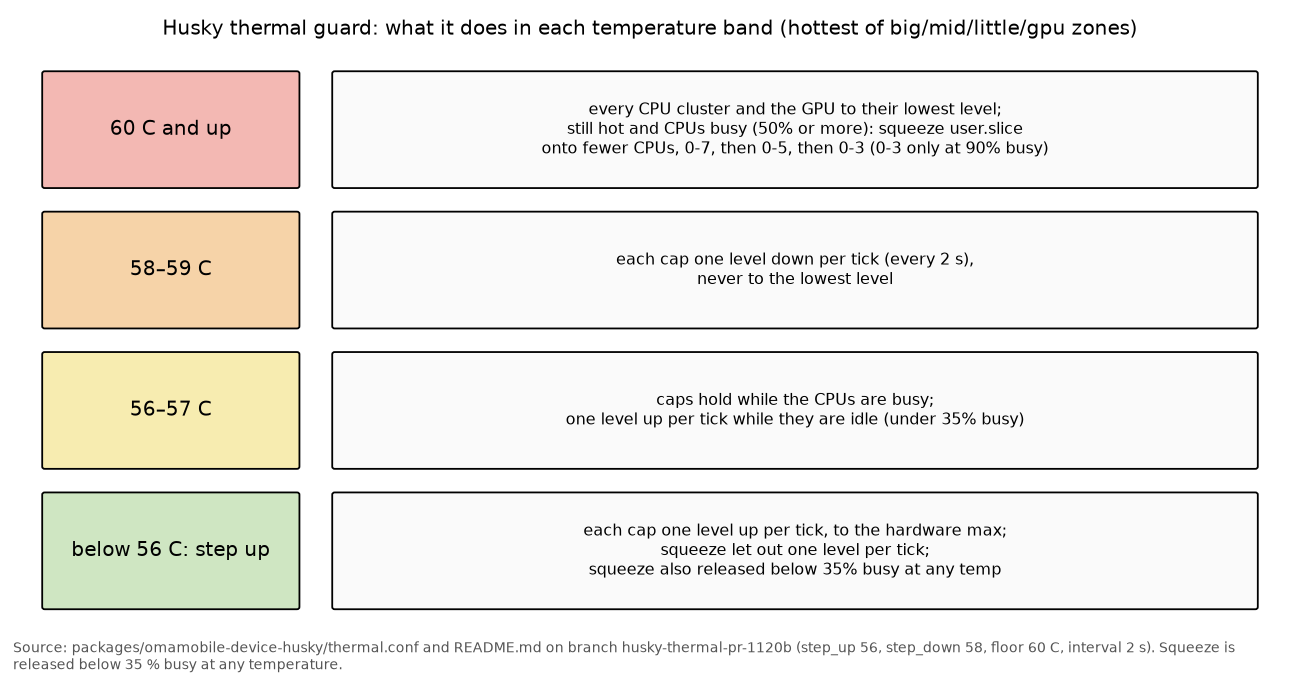 Husky thermal guard: what it does in each temperature band (hottest of big/mid/little/gpu zones)
60 C and up
every CPU cluster and the GPU to their lowest level;
still hot and CPUs busy (50% or more): squeeze user.slice
onto fewer CPUs, 0-7, then 0-5, then 0-3 (0-3 only at 90% busy)
58–59 C
each cap one level down per tick (every 2 s),
never to the lowest level
56–57 C
caps hold while the CPUs are busy;
one level up per tick while they are idle (under 35% busy)
below 56 C: step up
each cap one level up per tick, to the hardware max;
squeeze let out one level per tick;
squeeze also released below 35% busy at any temp
Source: packages/omamobile-device-husky/thermal.conf and README.md on branch husky-thermal-pr-1120b (step_up 56, step_down 58, floor 60 C, interval 2 s). Squeeze is
released below 35 % busy at any temperature.